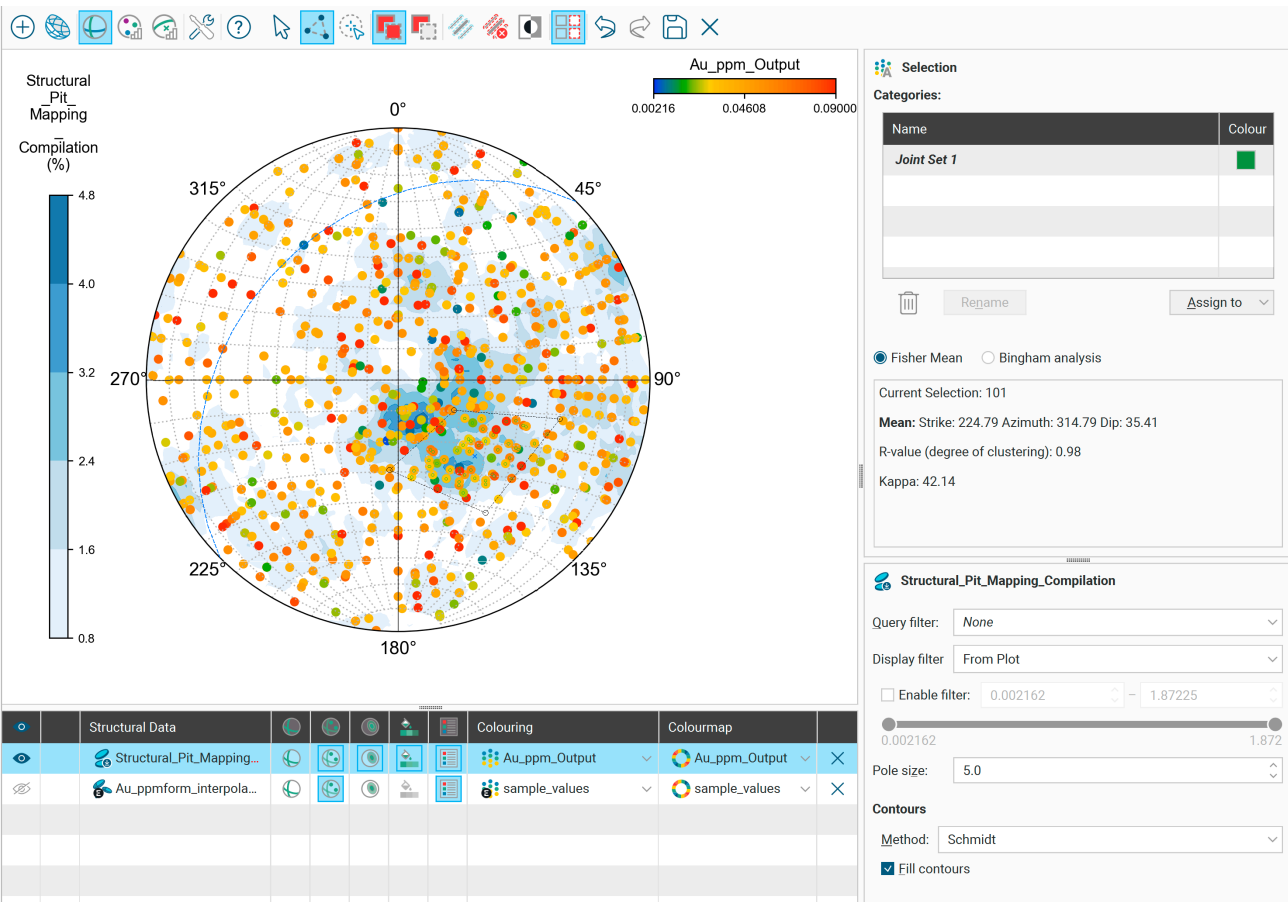 Structural
_Pit_
Mapping
_
Compilation
(%)
4.8
4.0
3.2
2.4
1.6
0.8
Au_ppm_Output
0.00216
0.04608
0.09000
0°
45°
90°
135°
180°
225°
270°
315°
Selection
Categories:
Name Colour
Joint Set 1
Rename
Assign to
Fisher Mean Bingham analysis
Current Selection: 101
Mean: Strike: 224.79 Azimuth: 314.79 Dip: 35.41
R-value (degree of clustering): 0.98
Kappa: 42.14
Structural_Pit_Mapping_Compilation
Query filter: None
Display filter From Plot
Enable filter: 0.002162 – 1.87225
0.002162 1.872
Pole size: 5.0
Contours
Method: Schmidt
Fill contours
Structural Data Colouring Colourmap
Structural_Pit_Mapping... Au_ppm_Output Au_ppm_Output
Au_ppmform_interpola... sample_values sample_values